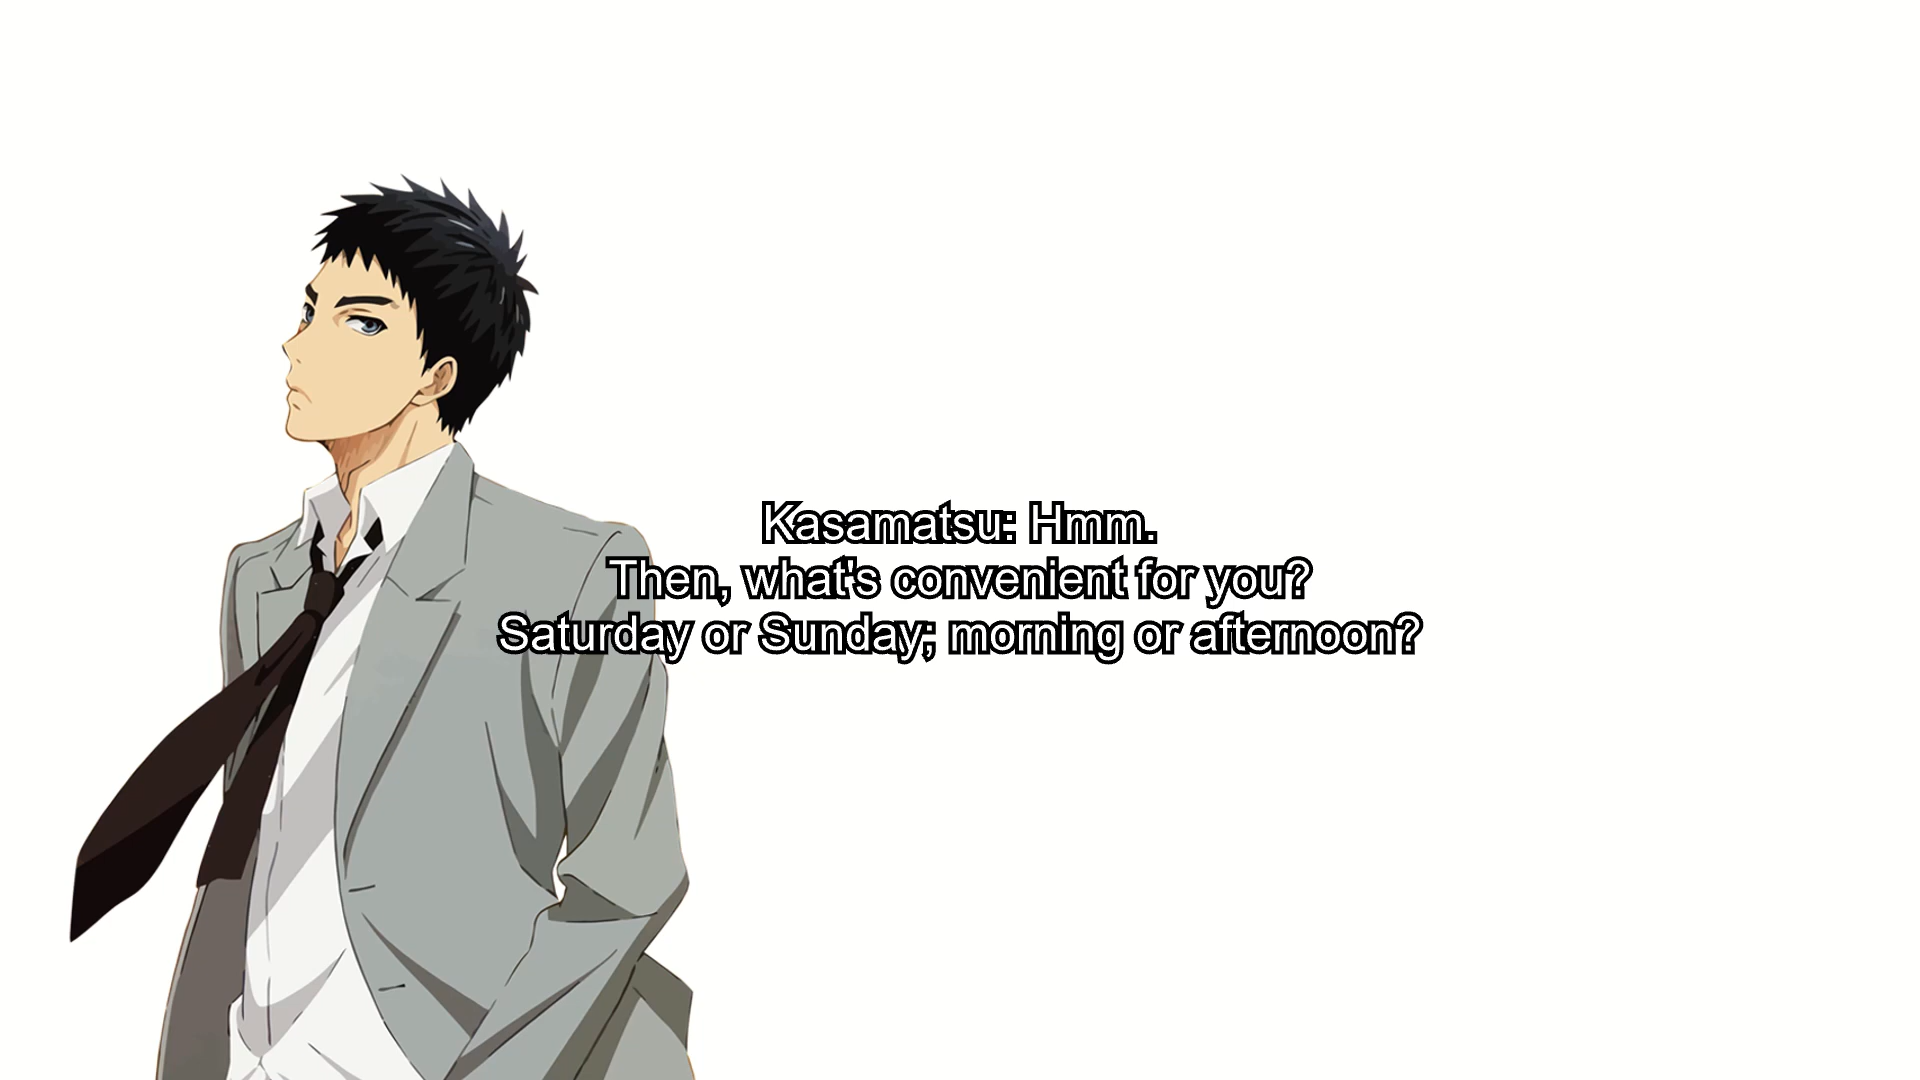 Kasamatsu: Hmm.
Then, what's convenient for you?
Saturday or Sunday; morning or afternoon?